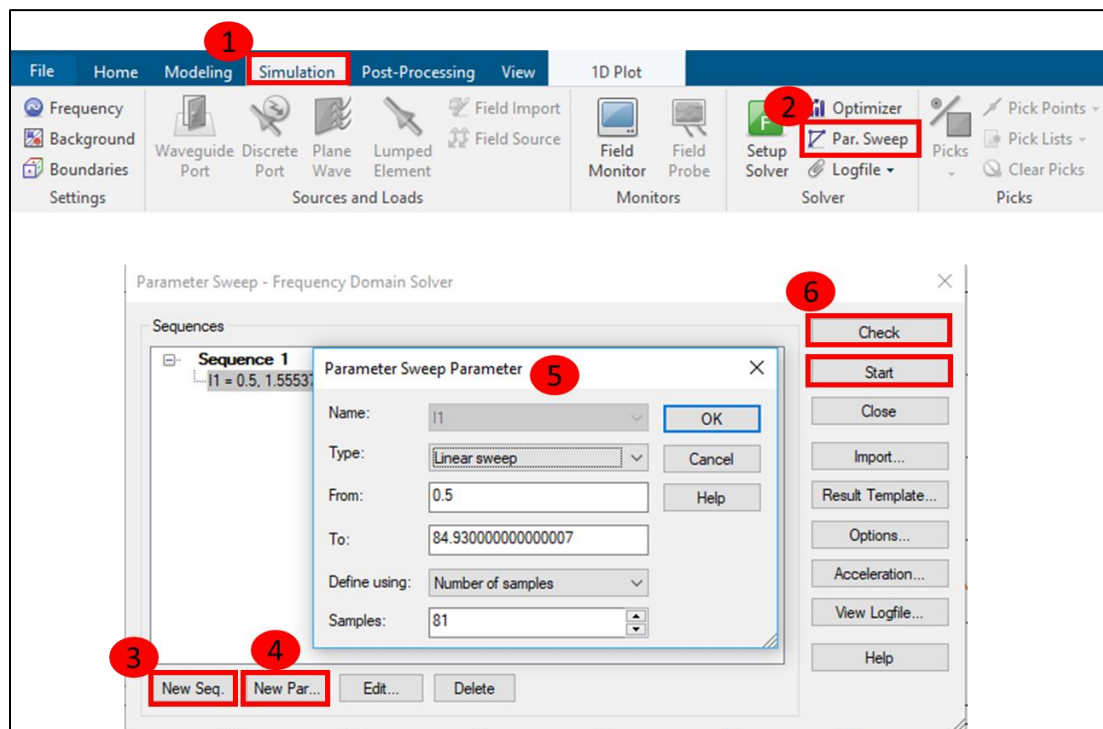 1
File Home Modeling Simulation Post-Processing View 1D Plot
Frequency
Background
Boundaries
Settings
Waveguide Port
Discrete Port
Plane Wave
Lumped Element
Field Import
Field Source
Sources and Loads
Field Monitor
Field Probe
Monitors
2
F
Setup Solver
Optimizer
Par. Sweep
Logfile
Solver
Picks
Pick Points
Pick Lists
Clear Picks
Picks
Parameter Sweep - Frequency Domain Solver
Sequences
Sequence 1
l1 = 0.5, 1.55537
Parameter Sweep Parameter
5
Name: l1
Type: Linear sweep
From: 0.5
To: 84.930000000000007
Define using: Number of samples
Samples: 81
OK
Cancel
Help
6
Check
Start
Close
Import...
Result Template...
Options...
Acceleration...
View Logfile...
Help
3
4
New Seq. New Par... Edit... Delete